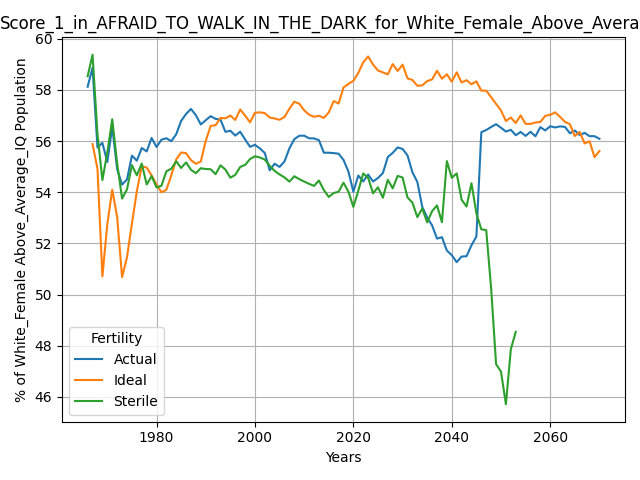 Score_1_in_AFRAID_TO_WALK_IN_THE_DARK_for_White_Female_Above_Avera
% of White_Female Above_Average_IQ Population
60
58
56
54
52
50
48
46
Fertility
Actual
Ideal
Sterile
1980 2000 2020 2040 2060
Years